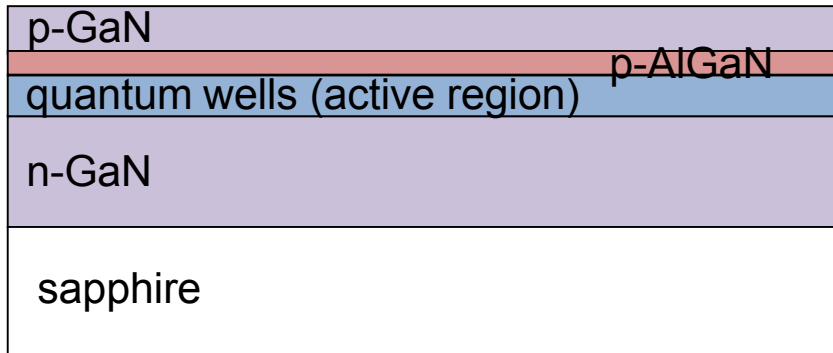 p-GaN
p-AlGaN
quantum wells (active region)
n-GaN
sapphire